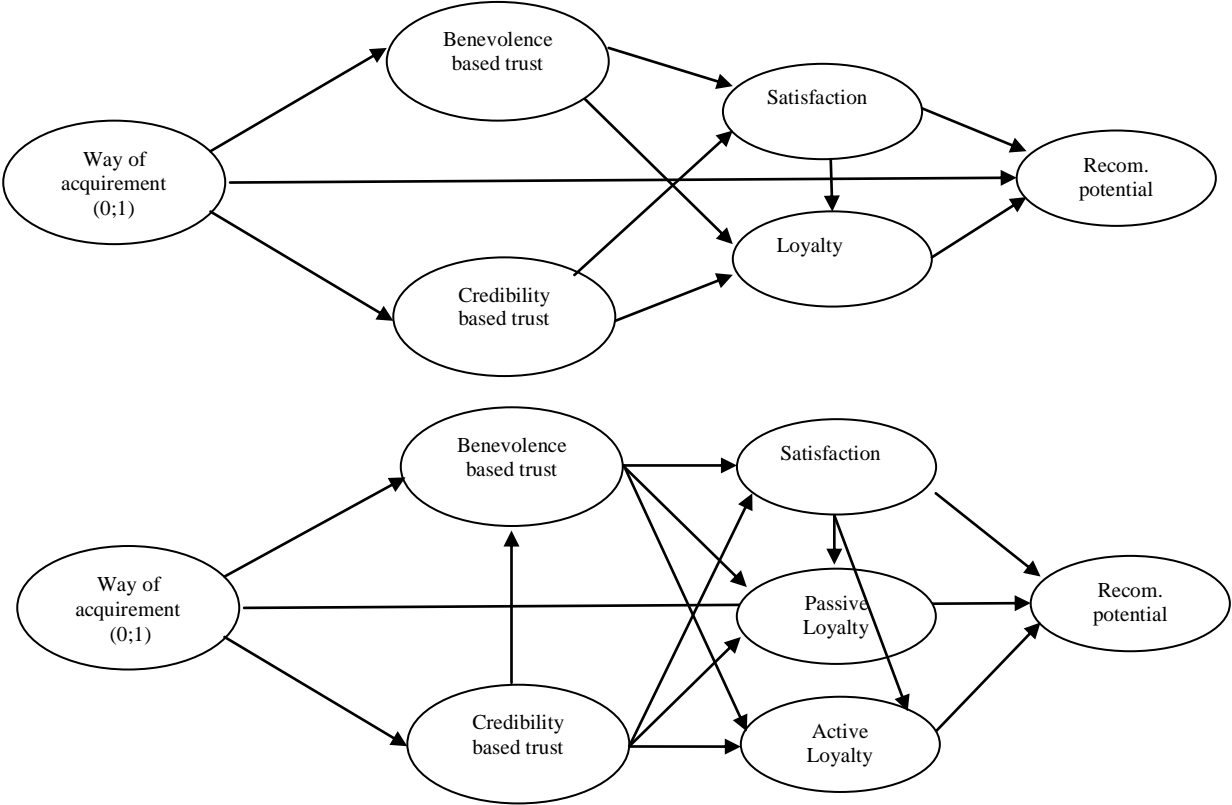 Benevolence
based trust
Satisfaction
Way of
acquirement
(0;1)
Recom.
potential
Loyalty
Credibility
based trust
Benevolence
based trust
Satisfaction
Way of
acquirement
(0;1)
Passive
Loyalty
Recom.
potential
Credibility
based trust
Active
Loyalty